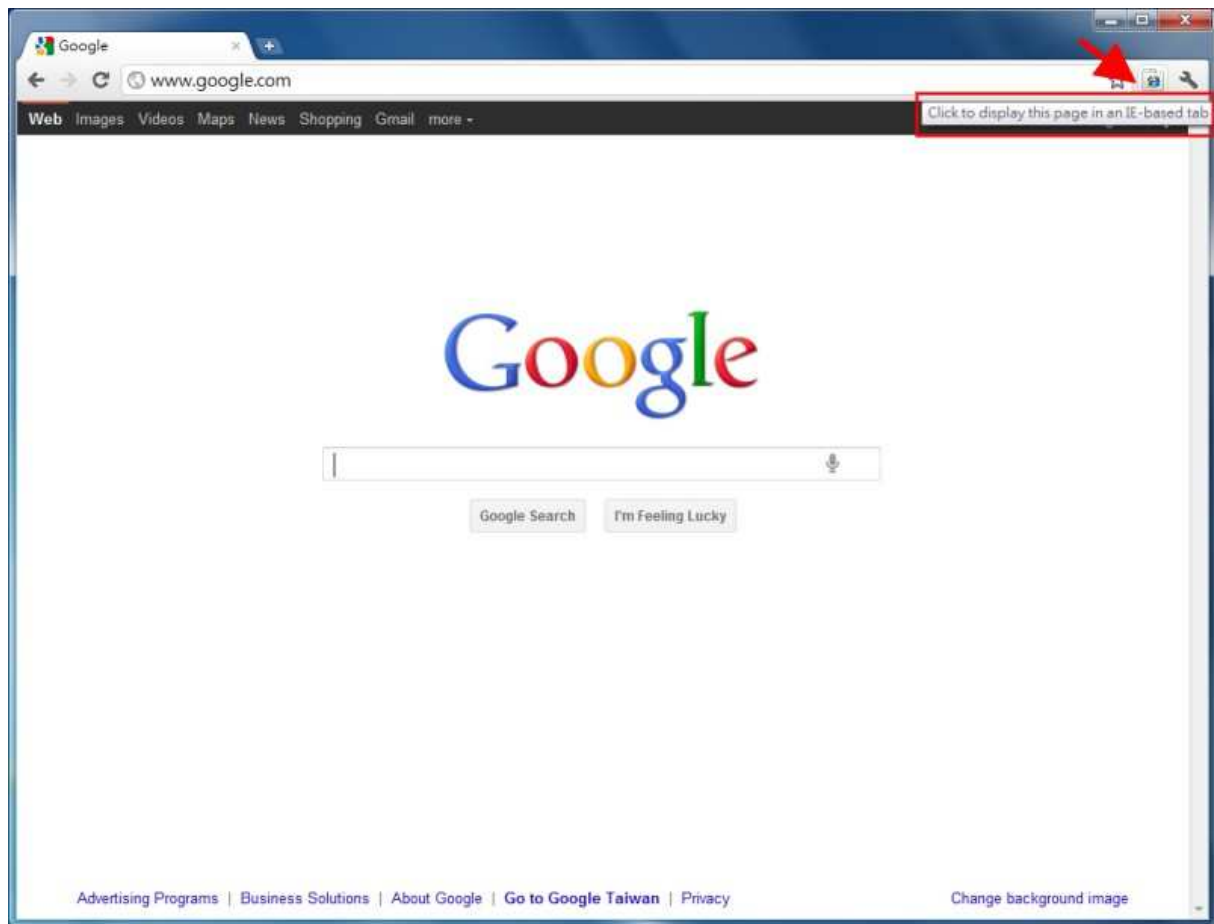 Google
www.google.com
Web Images Videos Maps News Shopping Gmail more
Click to display this page in an IE-based tab
Google
Google Search I'm Feeling Lucky
Advertising Programs | Business Solutions | About Google | Go to Google Taiwan | Privacy Change background image